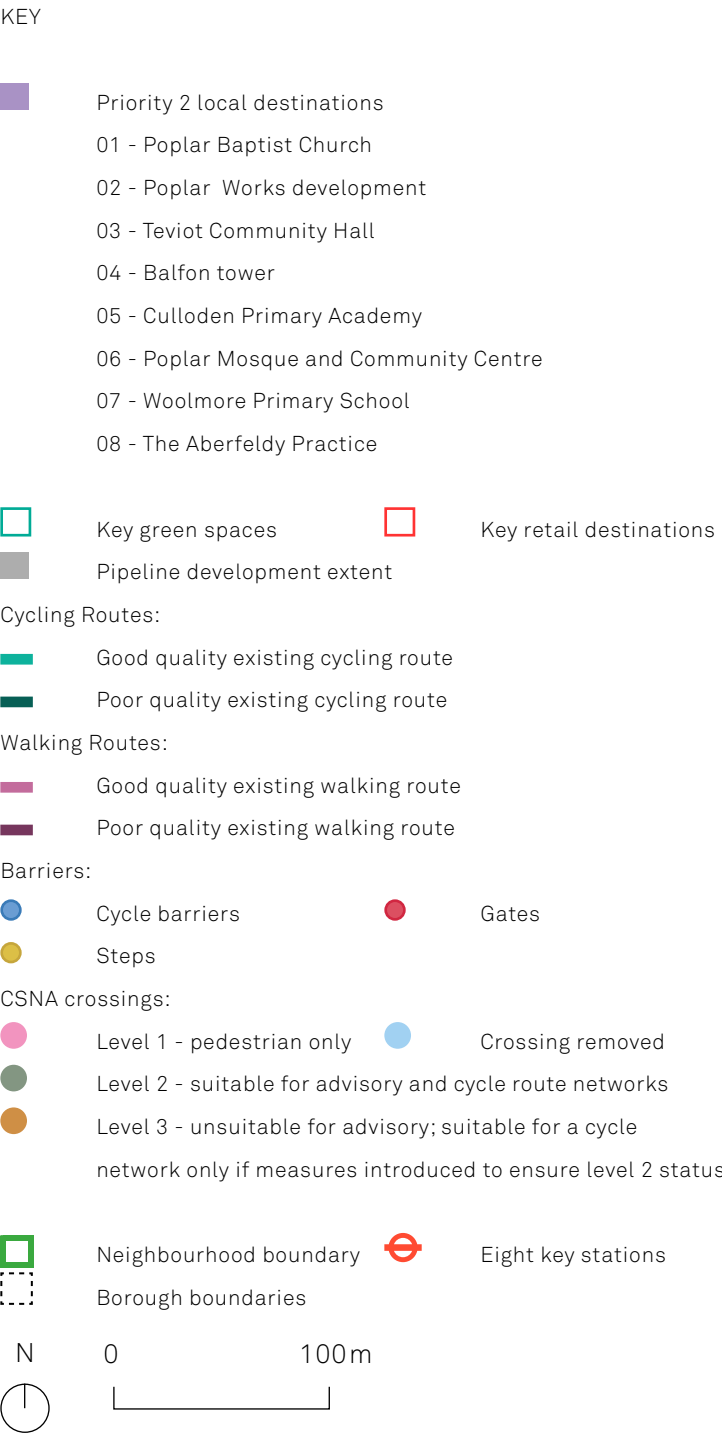 KEY
Priority 2 local destinations
01 - Poplar Baptist Church
02 - Poplar Works development
03 - Teviot Community Hall
04 - Balfon tower
05 - Culloden Primary Academy
06 - Poplar Mosque and Community Centre
07 - Woolmore Primary School
08 - The Aberfeldy Practice
Key green spaces Key retail destinations
Pipeline development extent
Cycling Routes:
Good quality existing cycling route
Poor quality existing cycling route
Walking Routes:
Good quality existing walking route
Poor quality existing walking route
Barriers:
Cycle barriers Gates
Steps
CSNA crossings:
Level 1 - pedestrian only Crossing removed
Level 2 - suitable for advisory and cycle route networks
Level 3 - unsuitable for advisory; suitable for a cycle
network only if measures introduced to ensure level 2 status
Neighbourhood boundary Eight key stations
Borough boundaries
N 0 100m